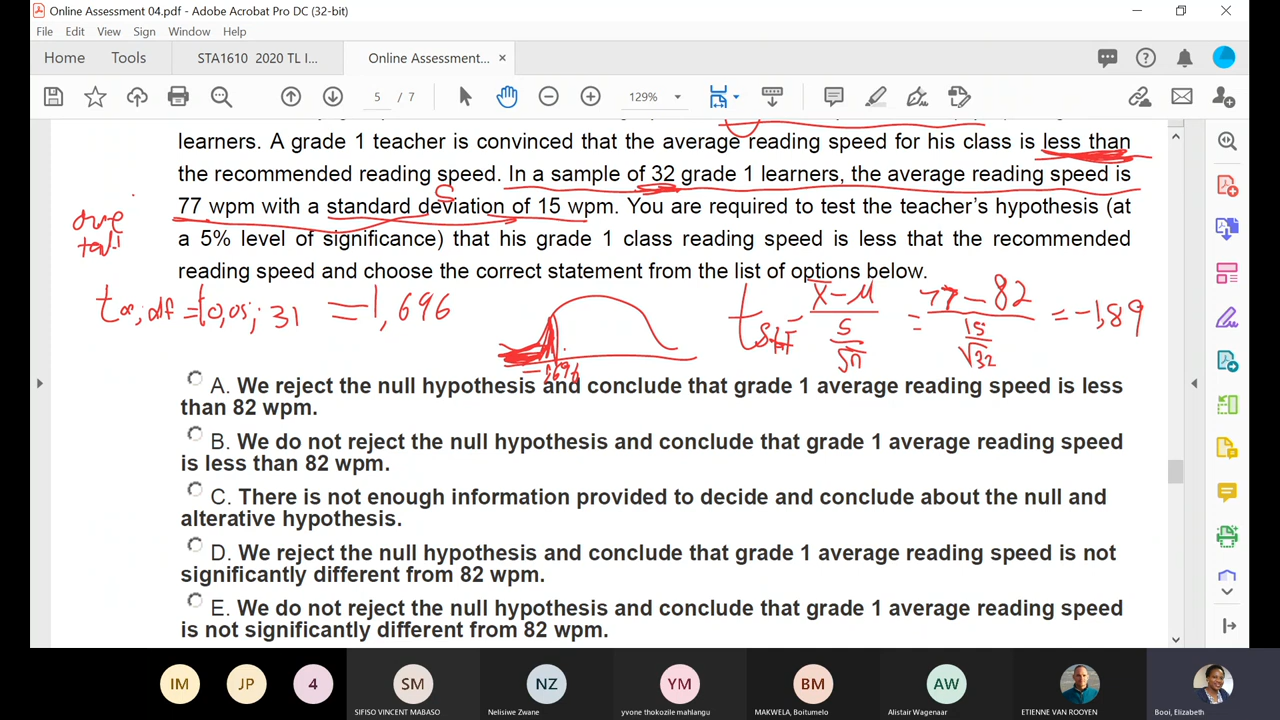 Online Assessment 04.pdf - Adobe Acrobat Pro DC (32-bit)
File Edit View Sign Window Help
Home Tools STA1610 2020 TL I... Online Assessment... ×
5 / 7 129%
learners. A grade 1 teacher is convinced that the average reading speed for his class is less than
the recommended reading speed. In a sample of 32 grade 1 learners, the average reading speed is
S
77 wpm with a standard deviation of 15 wpm. You are required to test the teacher's hypothesis (at
one
tail
a 5% level of significance) that his grade 1 class reading speed is less that the recommended
reading speed and choose the correct statement from the list of options below.
tα, df = t0,05; 31 = 1,696
-1,696
tSTAT = x̄ - μ / s/√n = 77 - 82 / 15/√32 = -1,89
A. We reject the null hypothesis and conclude that grade 1 average reading speed is less
than 82 wpm.
B. We do not reject the null hypothesis and conclude that grade 1 average reading speed
is less than 82 wpm.
C. There is not enough information provided to decide and conclude about the null and
alterative hypothesis.
D. We reject the null hypothesis and conclude that grade 1 average reading speed is not
significantly different from 82 wpm.
E. We do not reject the null hypothesis and conclude that grade 1 average reading speed
is not significantly different from 82 wpm.
IM JP 4 SM NZ YM BM AW
SIFISO VINCENT MABASO Nelisiwe Zwane yvone thokozile mahlangu MAKWELA, Boitumelo Alistair Wagenaar ETIENNE VAN ROOYEN Booi, Elizabeth